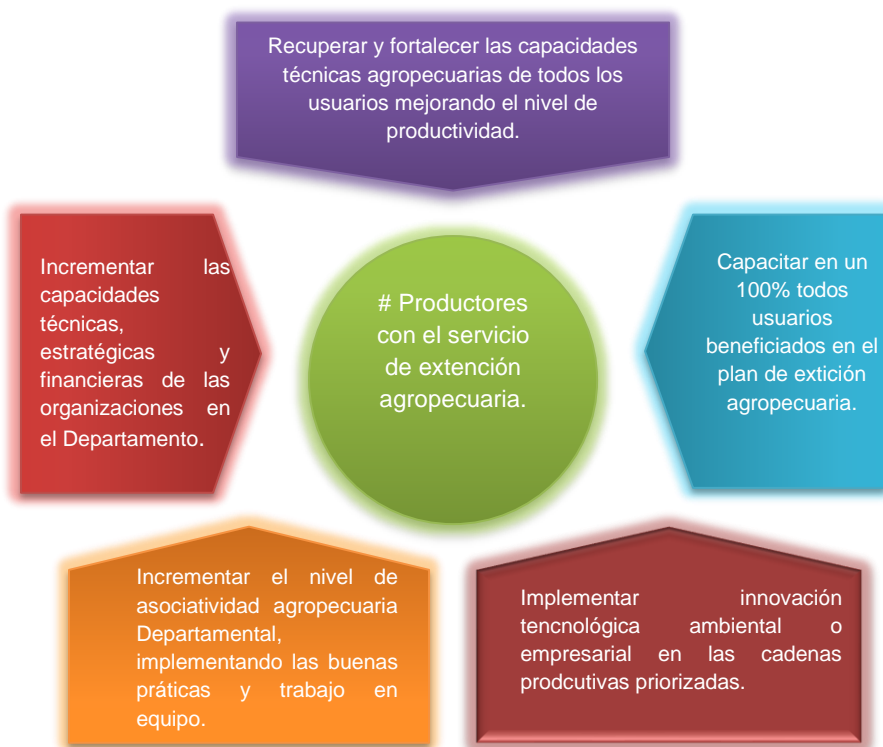 Recuperar y fortalecer las capacidades
técnicas agropecuarias de todos los
usuarios mejorando el nivel de
productividad.
Incrementar las
capacidades
técnicas,
estratégicas y
financieras de las
organizaciones en
el Departamento.
# Productores
con el servicio
de extención
agropecuaria.
Capacitar en un
100% todos
usuarios
beneficiados en el
plan de extición
agropecuaria.
Incrementar el nivel de
asociatividad agropecuaria
Departamental,
implementando las buenas
práticas y trabajo en
equipo.
Implementar innovación
tencnológica ambiental o
empresarial en las cadenas
prodcutivas priorizadas.